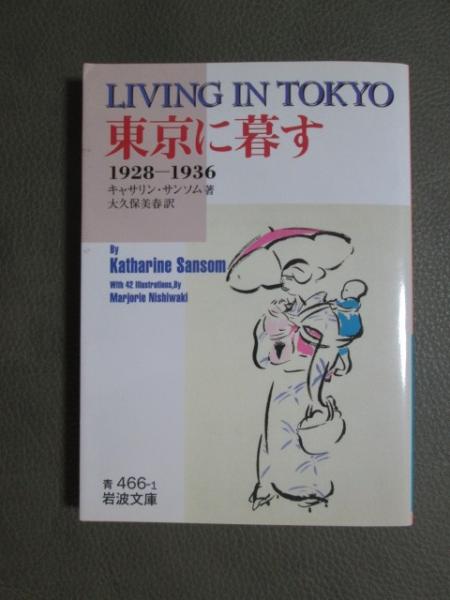 LIVING IN TOKYO
東京に暮す
1928—1936
キャサリン・サンソム著
大久保美春訳
By
Katharine Sansom
With 42 Illustrations,By
Marjorie Nishiwaki
青 466-1
岩波文庫